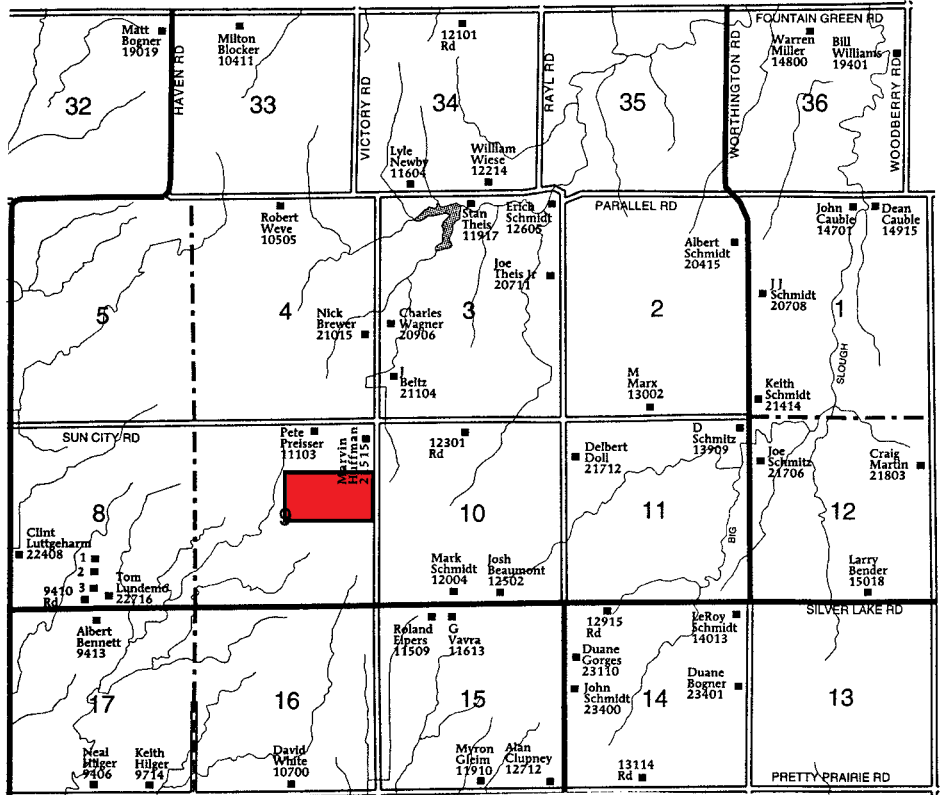 FOUNTAIN GREEN RD
Matt
Bogner
19019
Milton
Blocker
10411
12101
Rd
Warren
Miller
14800
Bill
Williams
19401
HAVEN RD
VICTORY RD
RAYL RD
WORTHINGTON RD
WOODBERRY RD
32
33
34
35
36
Lyle
Newby
11604
William
Wiese
12214
PARALLEL RD
Robert
Weve
10505
Stan
Theis
11917
Erick
Schmidt
12605
John
Cauble
14701
Dean
Cauble
14915
Albert
Schmidt
20415
Joe
Theis Jr
20711
J J
Schmidt
20708
5
4
3
2
1
Nick
Brewer
21015
Charles
Wagner
20906
J
Beltz
21104
SLOUGH
M
Marx
13002
Keith
Schmidt
21414
SUN CITY RD
Pete
Preisser
11103
Marvin
Huffman
21515
12301
Rd
Delbert
Doll
21712
D
Schmitz
13909
Joe
Schmitz
21706
Craig
Martin
21803
8
9
10
11
12
Clint
Luttgeharm
22408
1
2
3
9410
Rd
Tom
Lundemo
22716
Mark
Schmidt
12004
Josh
Beaumont
12502
BIG
Larry
Bender
15018
SILVER LAKE RD
Albert
Bennett
9413
Roland
Elpers
11509
G
Vavra
11613
12915
Rd
LeRoy
Schmidt
14013
Duane
Gorges
23110
John
Schmidt
23400
Duane
Bogner
23401
17
16
15
14
13
Neal
Hilger
9406
Keith
Hilger
9714
David
White
10700
Myron
Gleim
11910
Alan
Clupney
12712
13114
Rd
PRETTY PRAIRIE RD